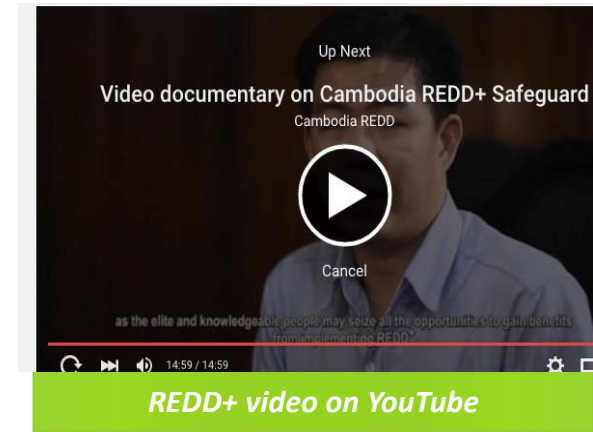 Up Next
Video documentary on Cambodia REDD+ Safeguard
Cambodia REDD
Cancel
as the elite and knowledgeable people may seize all the opportunities to gain benefits
from implementing REDD+
14:59 / 14:59
REDD+ video on YouTube